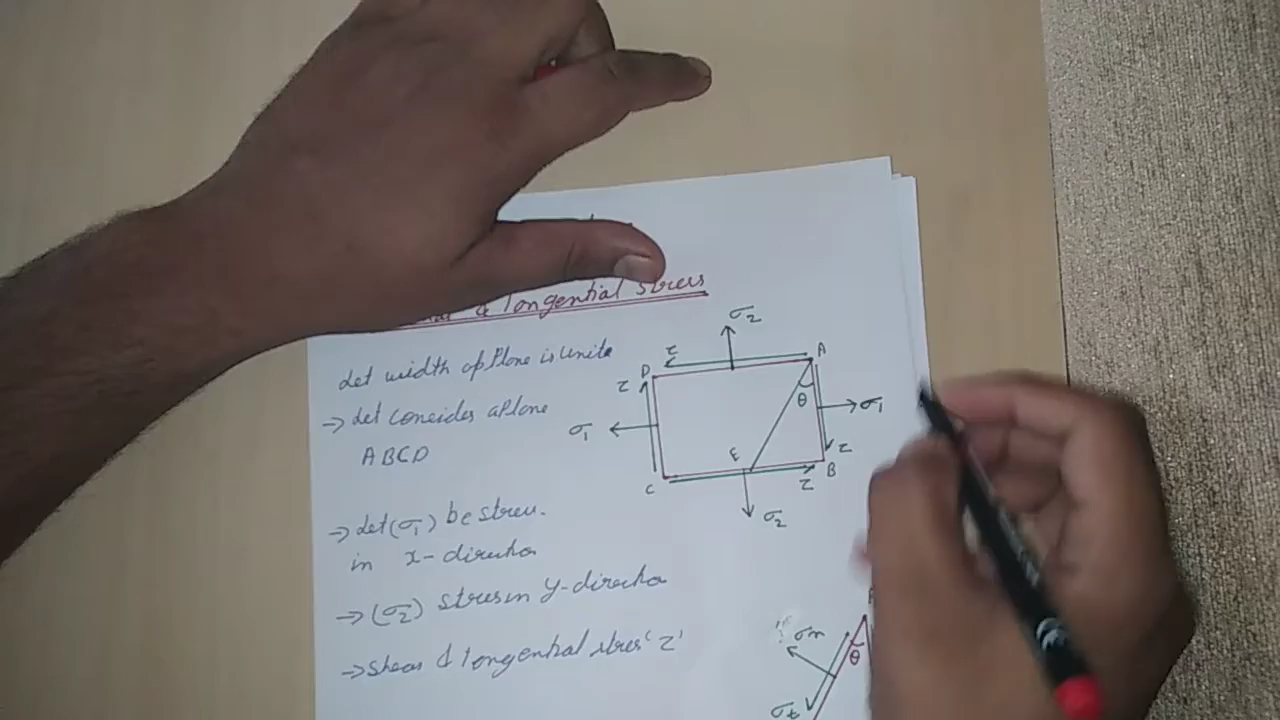 & Tangential Stress
Let width of Plane is Unite
→ Let consider a Plane
ABCD
→ Let (σ1) be stress.
in x-direction
→ (σ2) stress in y-direction
→ Shear & tangential stress 'τ'
σ2
τ
A
D
τ
θ
σ1
σ1
E
τ
B
C
τ
σ2
σn
θ
σt